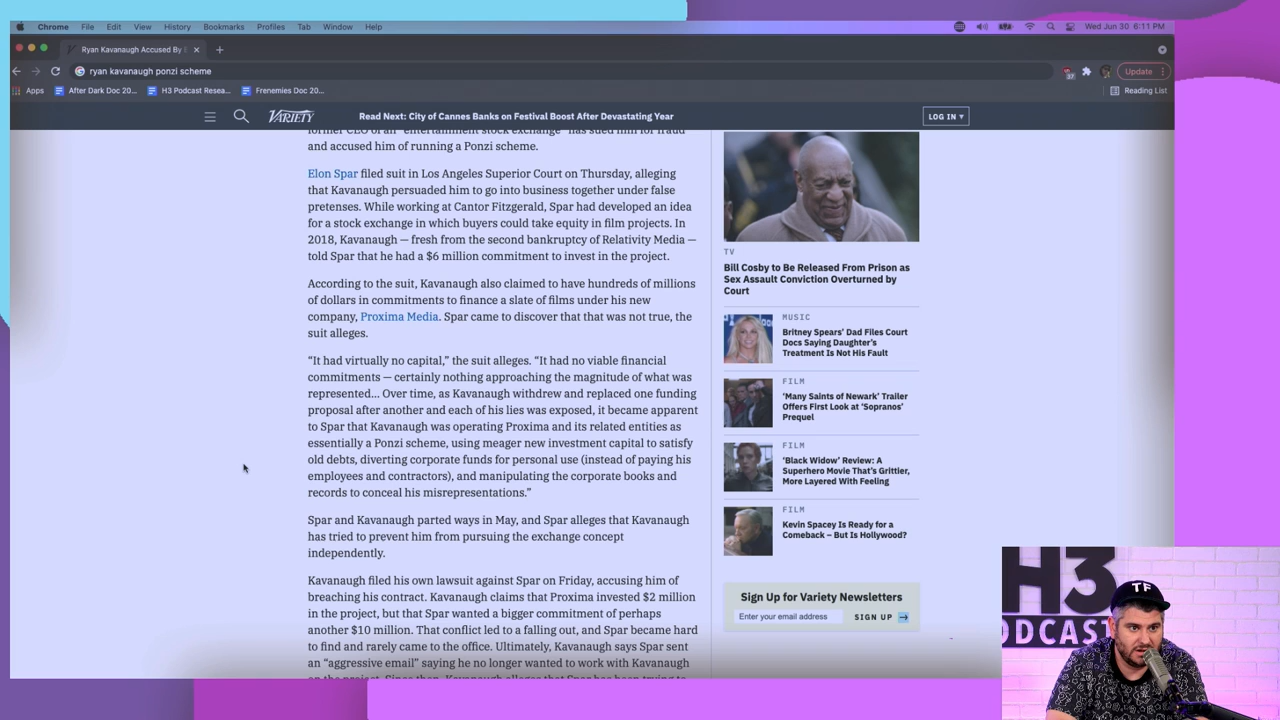 Chrome File Edit View History Bookmarks Profiles Tab Window Help Wed Jun 30 6:11 PM
Ryan Kavanaugh Accused By
ryan kavanaugh ponzi scheme Update
Apps After Dark Doc 20... H3 Podcast Resea... Frenemies Doc 20... Reading List
VARIETY Read Next: City of Cannes Banks on Festival Boost After Devastating Year LOG IN
former CEO of an "entertainment stock exchange" has sued him for fraud
and accused him of running a Ponzi scheme.
Elon Spar filed suit in Los Angeles Superior Court on Thursday, alleging
that Kavanaugh persuaded him to go into business together under false
pretenses. While working at Cantor Fitzgerald, Spar had developed an idea
for a stock exchange in which buyers could take equity in film projects. In
2018, Kavanaugh — fresh from the second bankruptcy of Relativity Media —
told Spar that he had a $6 million commitment to invest in the project.
According to the suit, Kavanaugh also claimed to have hundreds of millions
of dollars in commitments to finance a slate of films under his new
company, Proxima Media. Spar came to discover that that was not true, the
suit alleges.
“It had virtually no capital,” the suit alleges. “It had no viable financial
commitments — certainly nothing approaching the magnitude of what was
represented... Over time, as Kavanaugh withdrew and replaced one funding
proposal after another and each of his lies was exposed, it became apparent
to Spar that Kavanaugh was operating Proxima and its related entities as
essentially a Ponzi scheme, using meager new investment capital to satisfy
old debts, diverting corporate funds for personal use (instead of paying his
employees and contractors), and manipulating the corporate books and
records to conceal his misrepresentations.”
Spar and Kavanaugh parted ways in May, and Spar alleges that Kavanaugh
has tried to prevent him from pursuing the exchange concept
independently.
Kavanaugh filed his own lawsuit against Spar on Friday, accusing him of
breaching his contract. Kavanaugh claims that Proxima invested $2 million
in the project, but that Spar wanted a bigger commitment of perhaps
another $10 million. That conflict led to a falling out, and Spar became hard
to find and rarely came to the office. Ultimately, Kavanaugh says Spar sent
an “aggressive email” saying he no longer wanted to work with Kavanaugh
TV
Bill Cosby to Be Released From Prison as
Sex Assault Conviction Overturned by
Court
MUSIC
Britney Spears’ Dad Files Court
Docs Saying Daughter’s
Treatment Is Not His Fault
FILM
‘Many Saints of Newark’ Trailer
Offers First Look at ‘Sopranos’
Prequel
FILM
‘Black Widow’ Review: A
Superhero Movie That’s Grittier,
More Layered With Feeling
FILM
Kevin Spacey Is Ready for a
Comeback – But Is Hollywood?
Sign Up for Variety Newsletters
Enter your email address SIGN UP
H3
PODCAST
TF